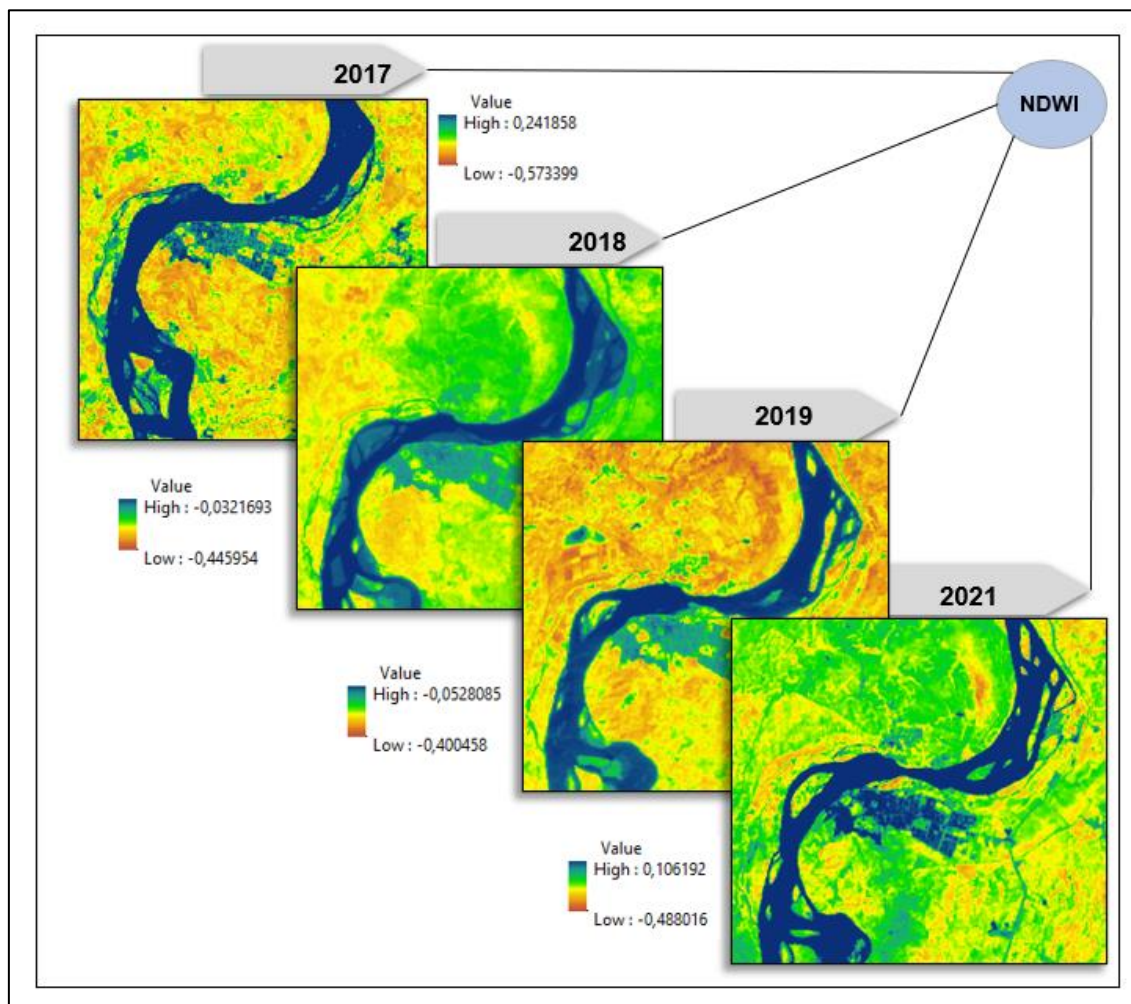 2017
NDWI
Value
High : 0,241858
Low : -0,573399
2018
Value
High : -0,0321693
Low : -0,445954
2019
Value
High : -0,0528085
Low : -0,400458
2021
Value
High : 0,106192
Low : -0,488016